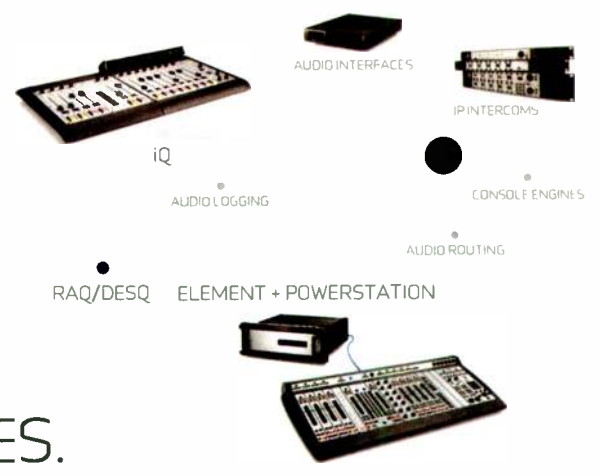 AUDIO INTERFACES
IP INTERCOMS
iQ
AUDIO LOGGING
CONSOLE ENGINES
AUDIO ROUTING
RAQ/DESQ
ELEMENT + POWERSTATION
ES.